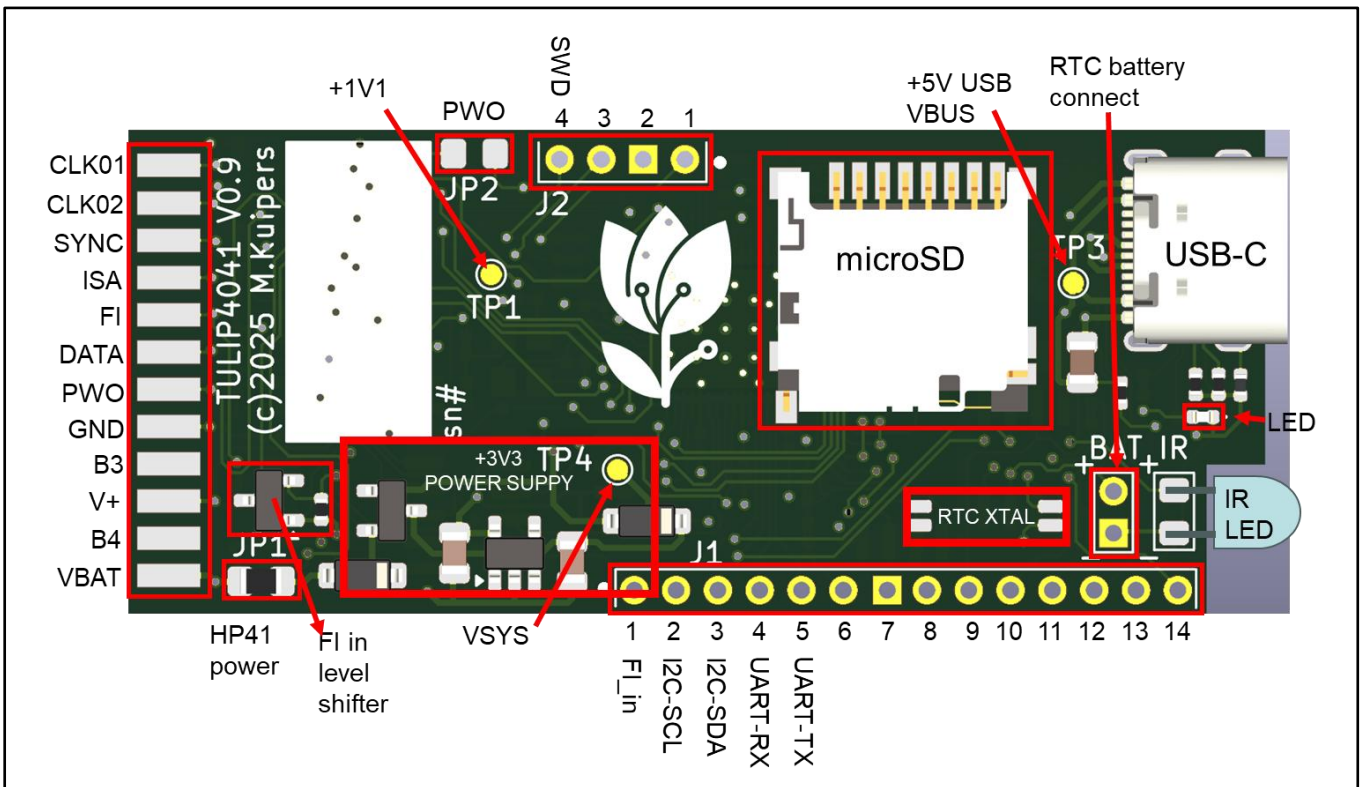 SWD
+1V1
PWO
4 3 2 1
+5V USB
VBUS
RTC battery
connect
CLK01
CLK02
SYNC
ISA
FI
DATA
PWO
GND
B3
V+
B4
VBAT
TULIP4041 V0.9
(c)2025 M.Kuipers
sn#
JP2
J2
TP1
microSD
TP3
USB-C
LED
+3V3
POWER SUPPY
TP4
JP1
RTC XTAL
+BAT+
IR
IR
LED
J1
HP41
power
FI in
level
shifter
VSYS
1 2 3 4 5 6 7 8 9 10 11 12 13 14
FI_in
I2C-SCL
I2C-SDA
UART-RX
UART-TX